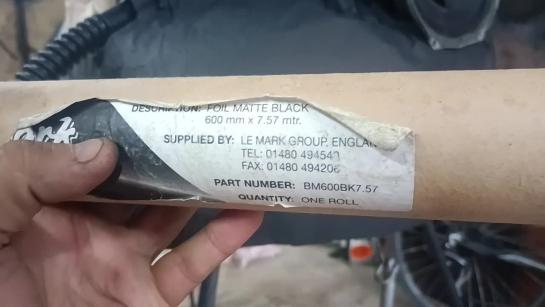 DESCRIPTION: FOIL MATTE BLACK
600 mm x 7.57 mtr.
SUPPLIED BY: LE MARK GROUP, ENGLAN
TEL: 01480 494540
FAX: 01480 494206
PART NUMBER: BM600BK7.57
QUANTITY: ONE ROLL